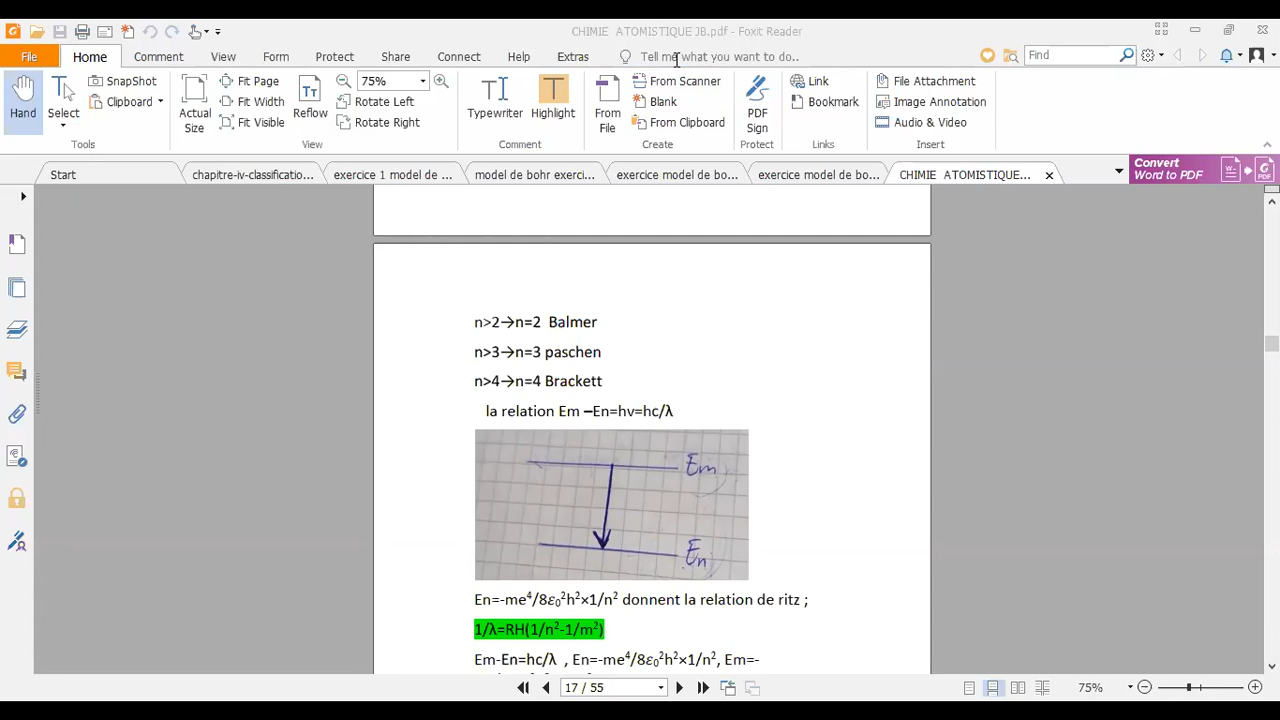 CHIMIE ATOMISTIQUE JB.pdf - Foxit Reader
File Home Comment View Form Protect Share Connect Help Extras Tell me what you want to do.. Find
Hand Select SnapShot Clipboard Actual Size Fit Page Fit Width Fit Visible Reflow 75% Rotate Left Rotate Right Typewriter Highlight From File From Scanner Blank From Clipboard PDF Sign Link Bookmark File Attachment Image Annotation Audio & Video
Tools View Comment Create Protect Links Insert
Start chapitre-iv-classificatio... exercice 1 model de ... model de bohr exerci... exercice model de bo... exercice model de bo... CHIMIE ATOMISTIQUE... Convert Word to PDF
n>2→n=2 Balmer
n>3→n=3 paschen
n>4→n=4 Brackett
la relation Em –En=hν=hc/λ
Em
En
En=-me⁴/8ε₀²h²×1/n² donnent la relation de ritz ;
1/λ=RH(1/n²-1/m²)
Em-En=hc/λ , En=-me⁴/8ε₀²h²×1/n², Em=-
17 / 55 75%